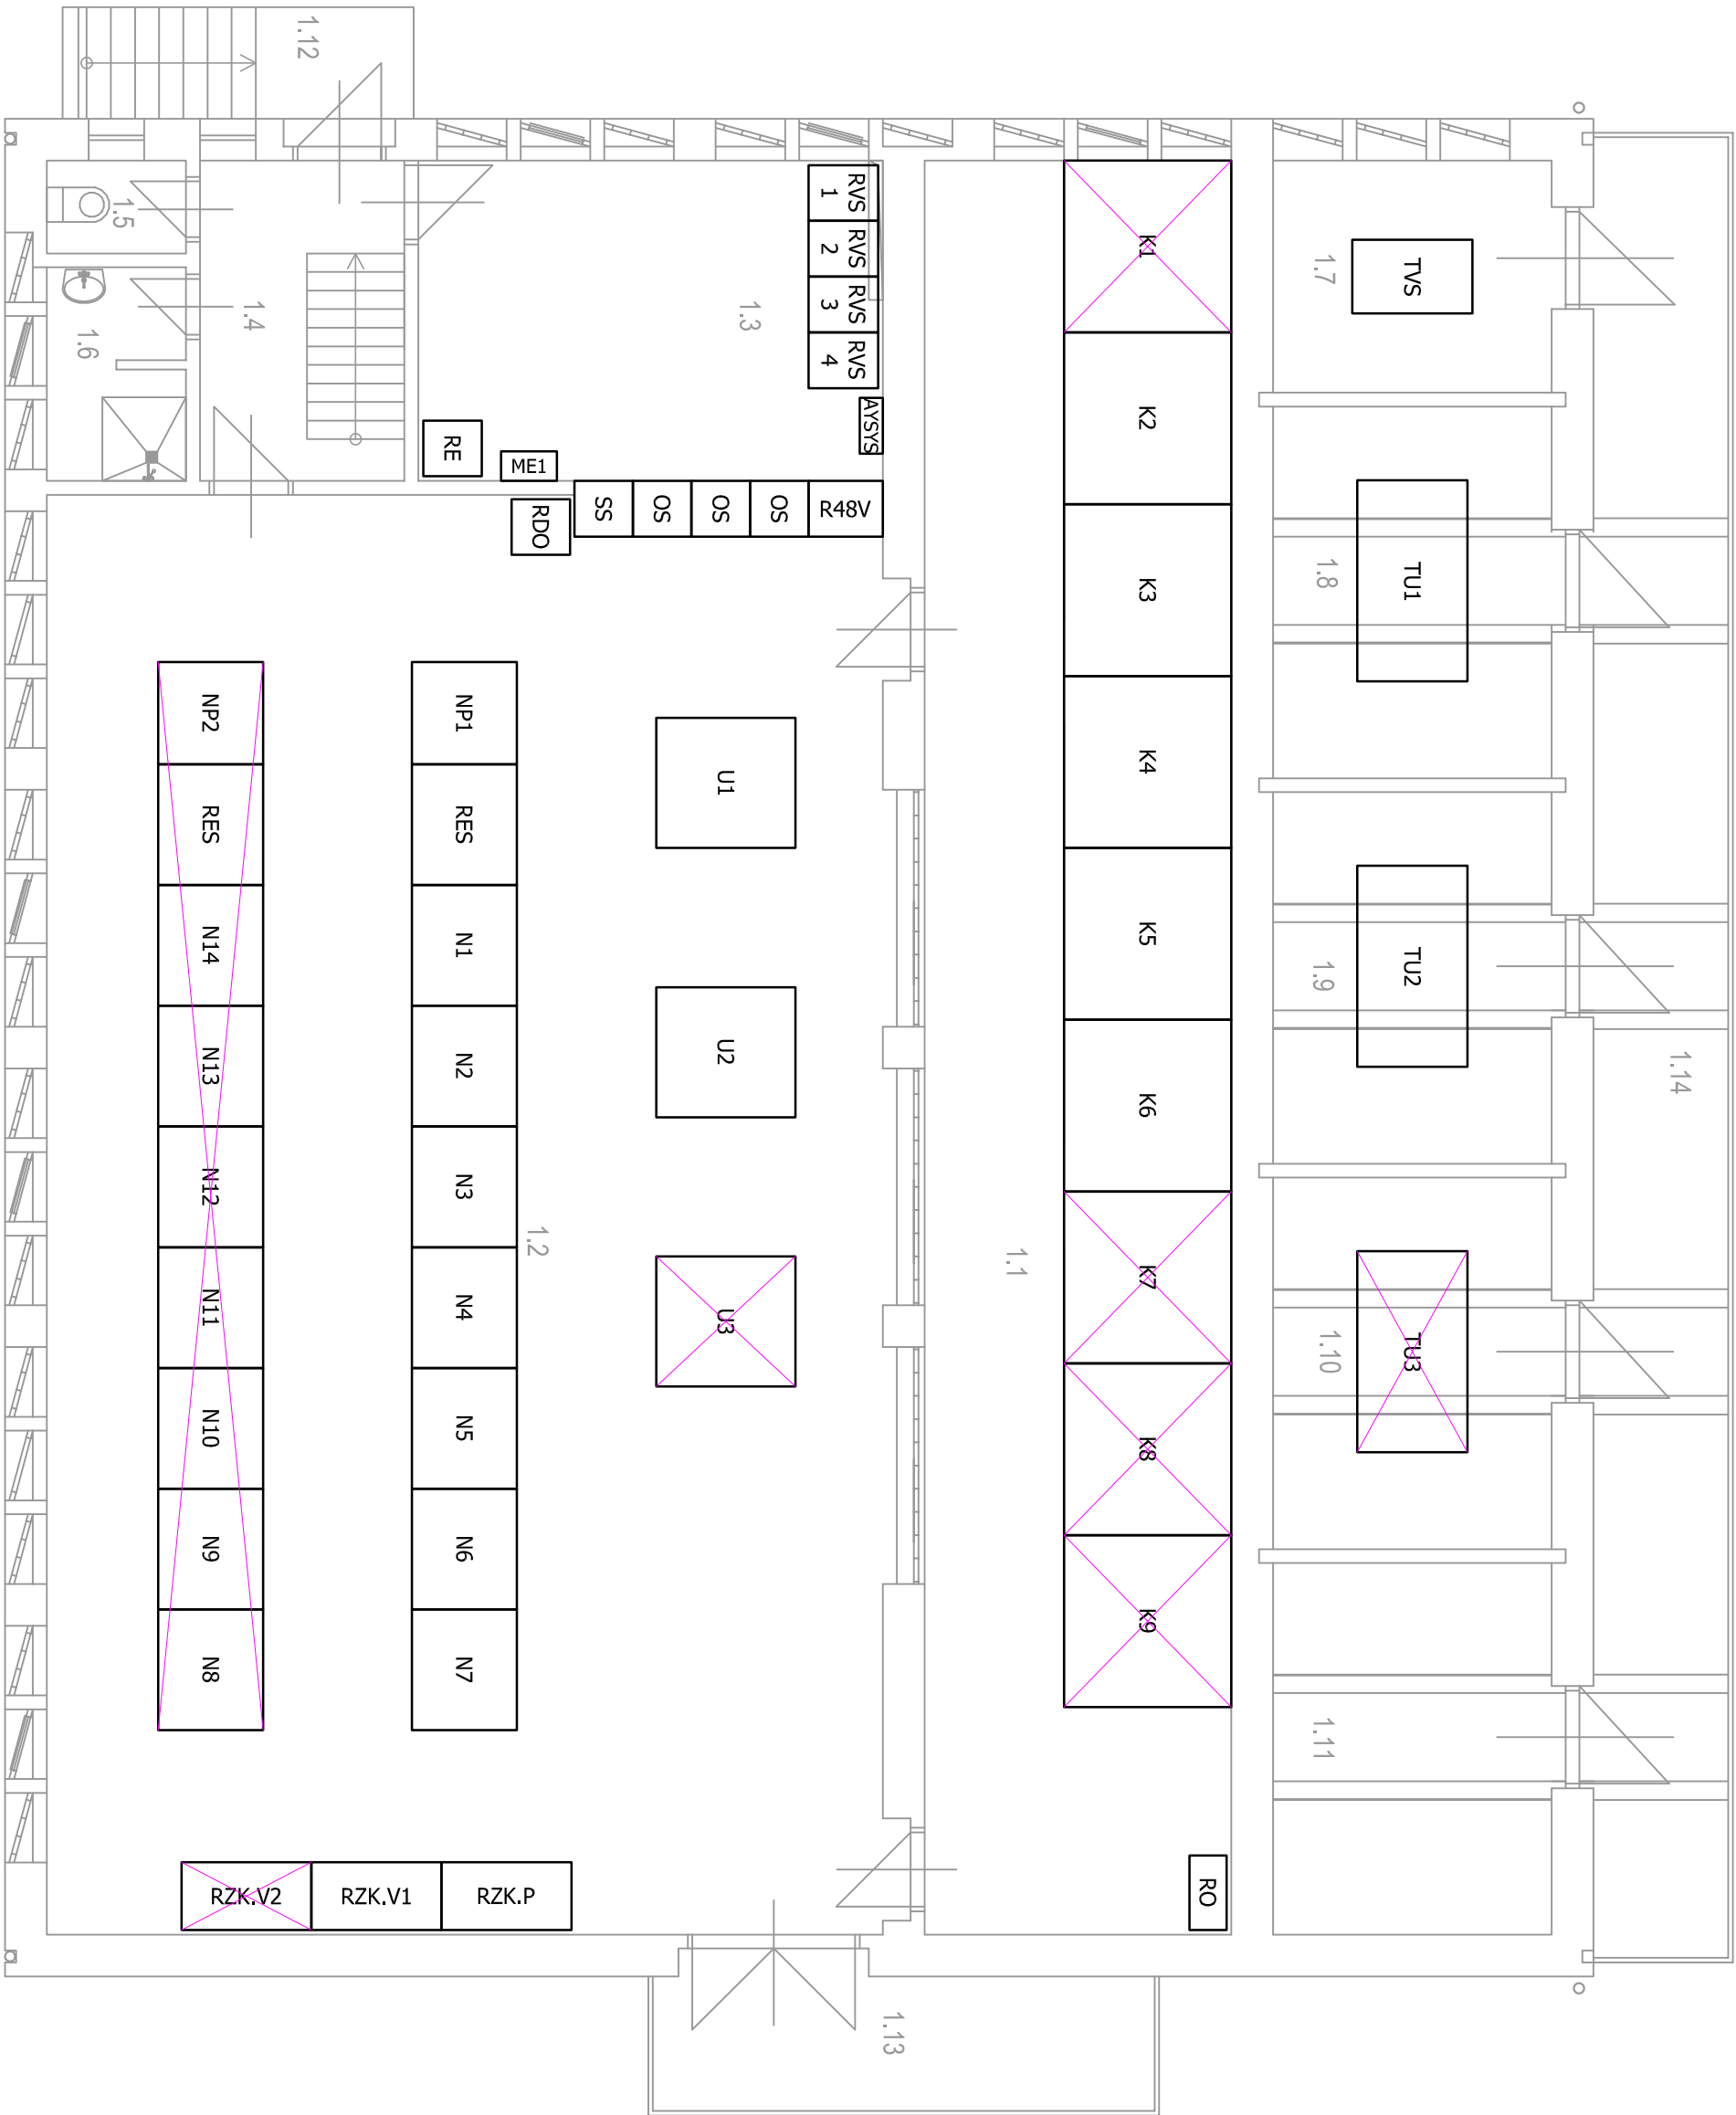 1.12
1.5
1.6
1.4
1.3
RVS
1
RVS
2
RVS
3
RVS
4
AYSYS
RE
ME1
RDO
SS
OS
OS
OS
R48V
K1
K2
K3
K4
K5
K6
K7
K8
K9
1.7
TVS
1.8
TU1
1.9
TU2
1.10
TU3
1.11
1.14
NP2
RES
N14
N13
N12
N11
N10
N9
N8
NP1
RES
N1
N2
N3
N4
N5
N6
N7
U1
U2
U3
1.2
1.1
RZK.V2
RZK.V1
RZK.P
RO
1.13